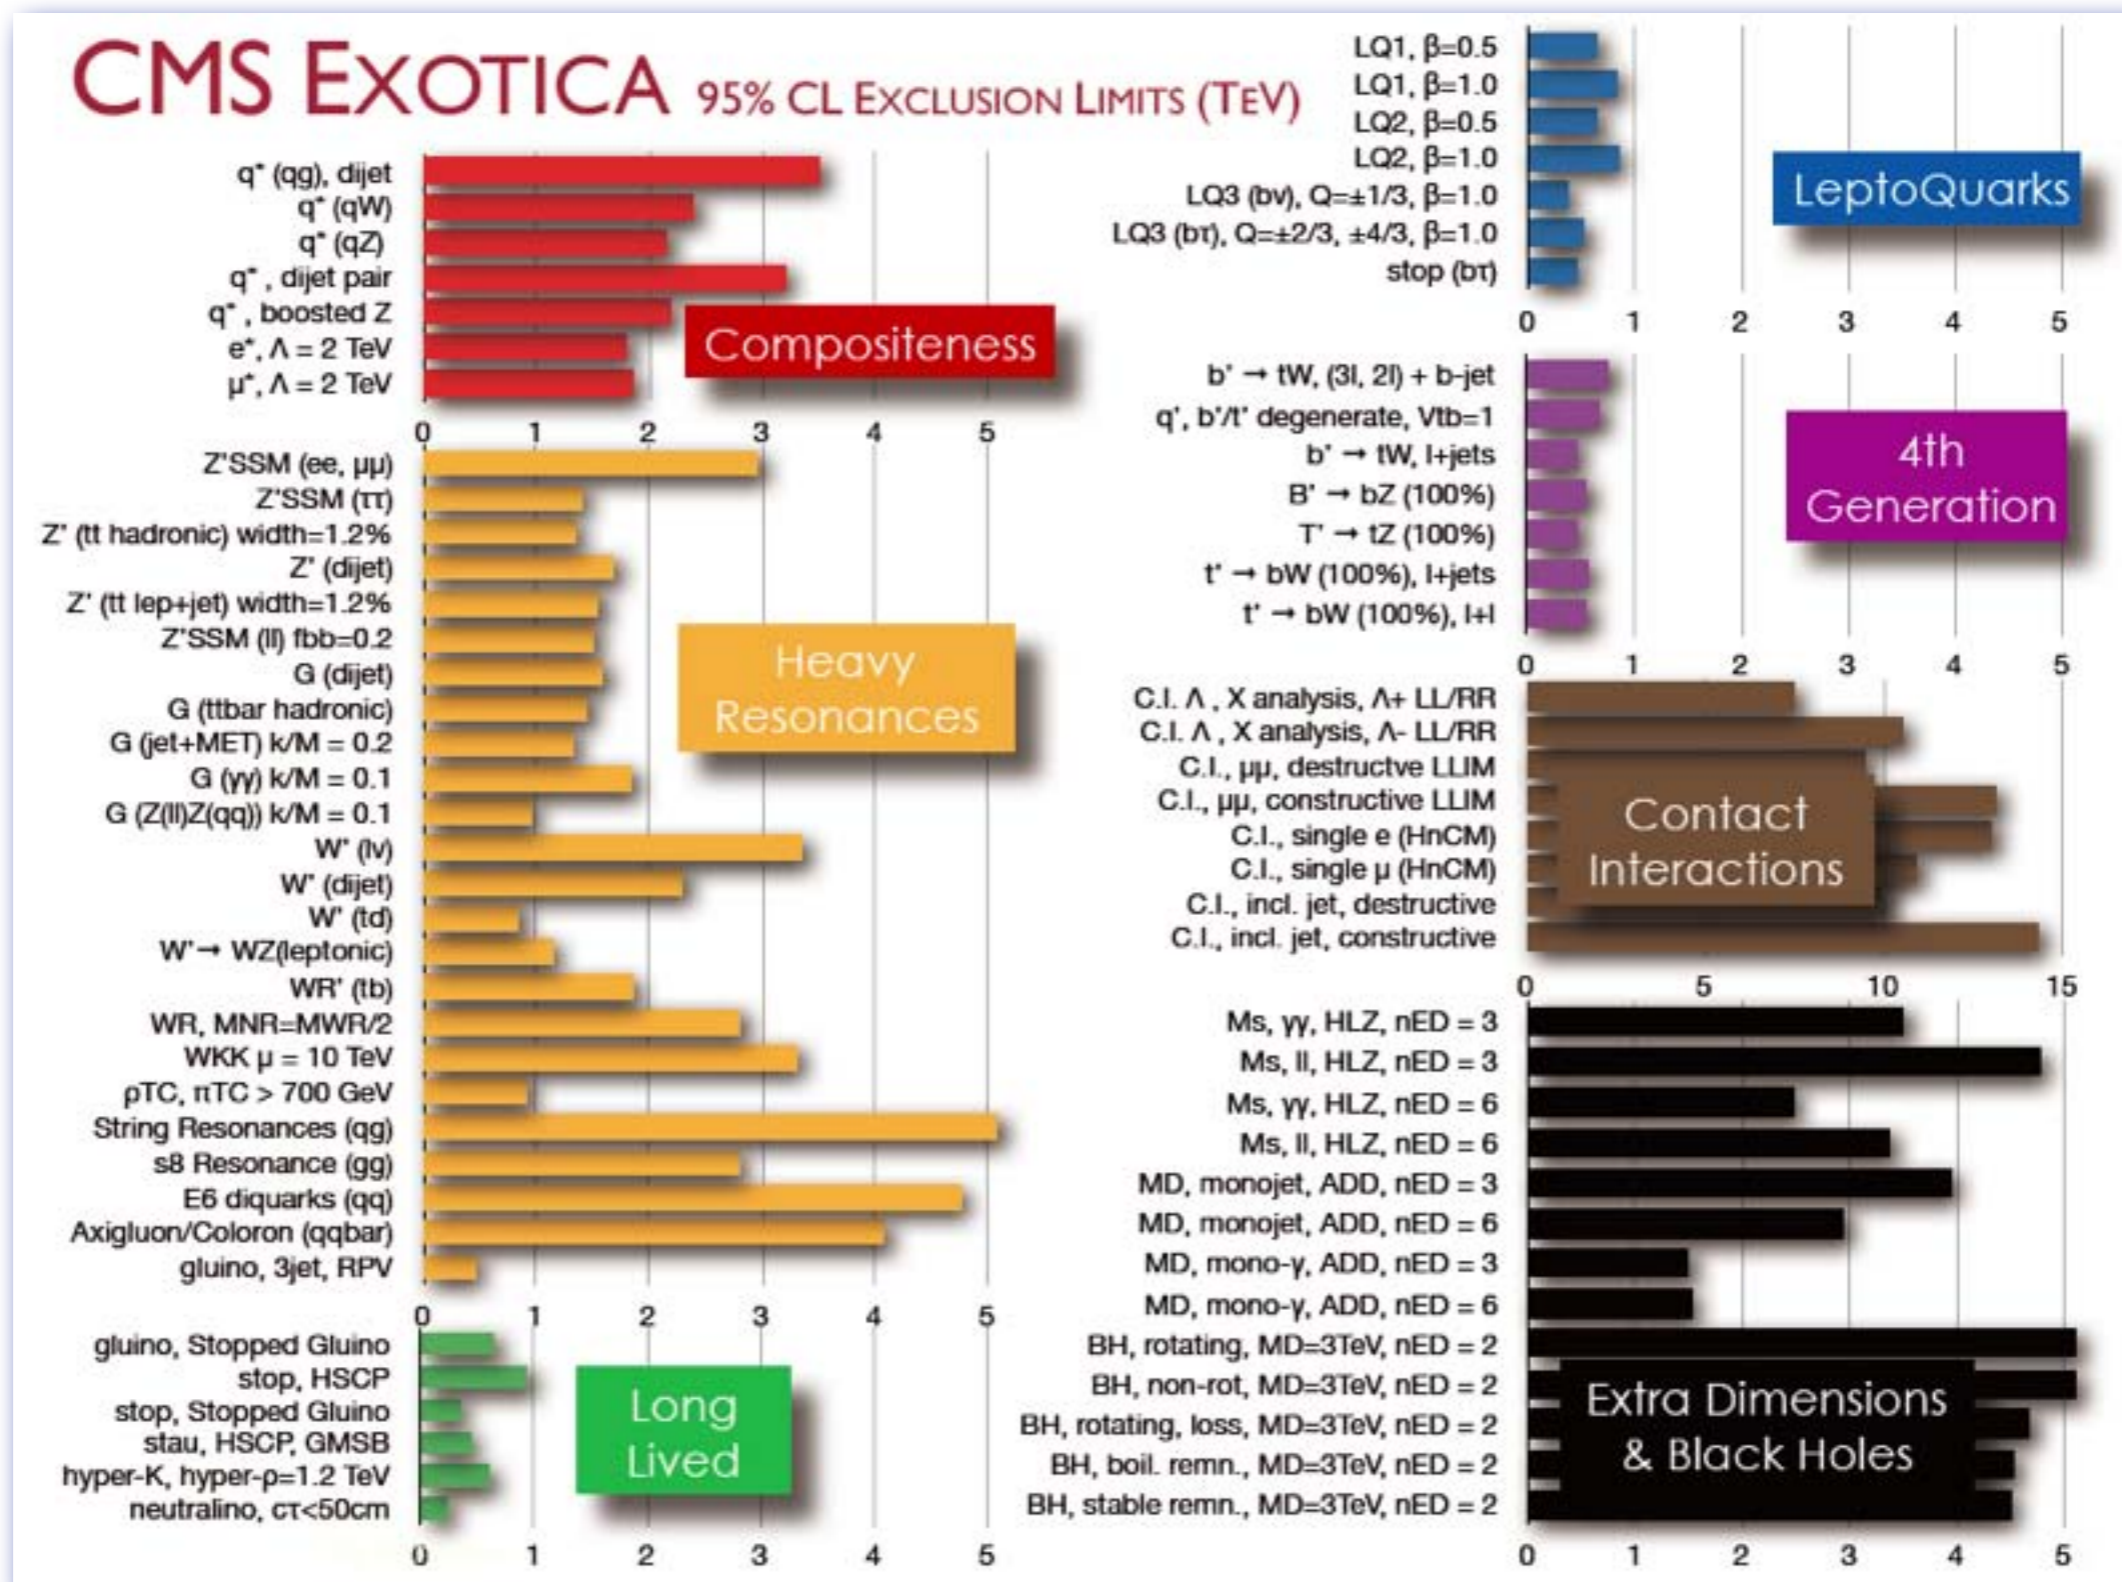 CMS EXOTICA 95% CL EXCLUSION LIMITS (TEV)
q* (qg), dijet
q* (qW)
q* (qZ)
q* , dijet pair
q* , boosted Z
e*, Λ = 2 TeV
μ*, Λ = 2 TeV
Compositeness
0 1 2 3 4 5
Z'SSM (ee, μμ)
Z'SSM (ττ)
Z' (tt hadronic) width=1.2%
Z' (dijet)
Z' (tt lep+jet) width=1.2%
Z'SSM (ll) fbb=0.2
G (dijet)
G (ttbar hadronic)
G (jet+MET) k/M = 0.2
G (γγ) k/M = 0.1
G (Z(ll)Z(qq)) k/M = 0.1
W' (lν)
W' (dijet)
W' (td)
W'→ WZ(leptonic)
WR' (tb)
WR, MNR=MWR/2
WKK μ = 10 TeV
ρTC, πTC > 700 GeV
String Resonances (qg)
s8 Resonance (gg)
E6 diquarks (qq)
Axigluon/Coloron (qqbar)
gluino, 3jet, RPV
Heavy
Resonances
0 1 2 3 4 5
gluino, Stopped Gluino
stop, HSCP
stop, Stopped Gluino
stau, HSCP, GMSB
hyper-K, hyper-ρ=1.2 TeV
neutralino, cτ<50cm
Long
Lived
0 1 2 3 4 5
LQ1, β=0.5
LQ1, β=1.0
LQ2, β=0.5
LQ2, β=1.0
LQ3 (bν), Q=±1/3, β=1.0
LQ3 (bτ), Q=±2/3, ±4/3, β=1.0
stop (bτ)
LeptoQuarks
0 1 2 3 4 5
b' → tW, (3l, 2l) + b-jet
q', b'/t' degenerate, Vtb=1
b' → tW, l+jets
B' → bZ (100%)
T' → tZ (100%)
t' → bW (100%), l+jets
t' → bW (100%), l+l
4th
Generation
0 1 2 3 4 5
C.I. Λ , X analysis, Λ+ LL/RR
C.I. Λ , X analysis, Λ- LL/RR
C.I., μμ, destructve LLIM
C.I., μμ, constructive LLIM
C.I., single e (HnCM)
C.I., single μ (HnCM)
C.I., incl. jet, destructive
C.I., incl. jet, constructive
Contact
Interactions
0 5 10 15
Ms, γγ, HLZ, nED = 3
Ms, ll, HLZ, nED = 3
Ms, γγ, HLZ, nED = 6
Ms, ll, HLZ, nED = 6
MD, monojet, ADD, nED = 3
MD, monojet, ADD, nED = 6
MD, mono-γ, ADD, nED = 3
MD, mono-γ, ADD, nED = 6
BH, rotating, MD=3TeV, nED = 2
BH, non-rot, MD=3TeV, nED = 2
BH, rotating, loss, MD=3TeV, nED = 2
BH, boil. remn., MD=3TeV, nED = 2
BH, stable remn., MD=3TeV, nED = 2
Extra Dimensions
& Black Holes
0 1 2 3 4 5